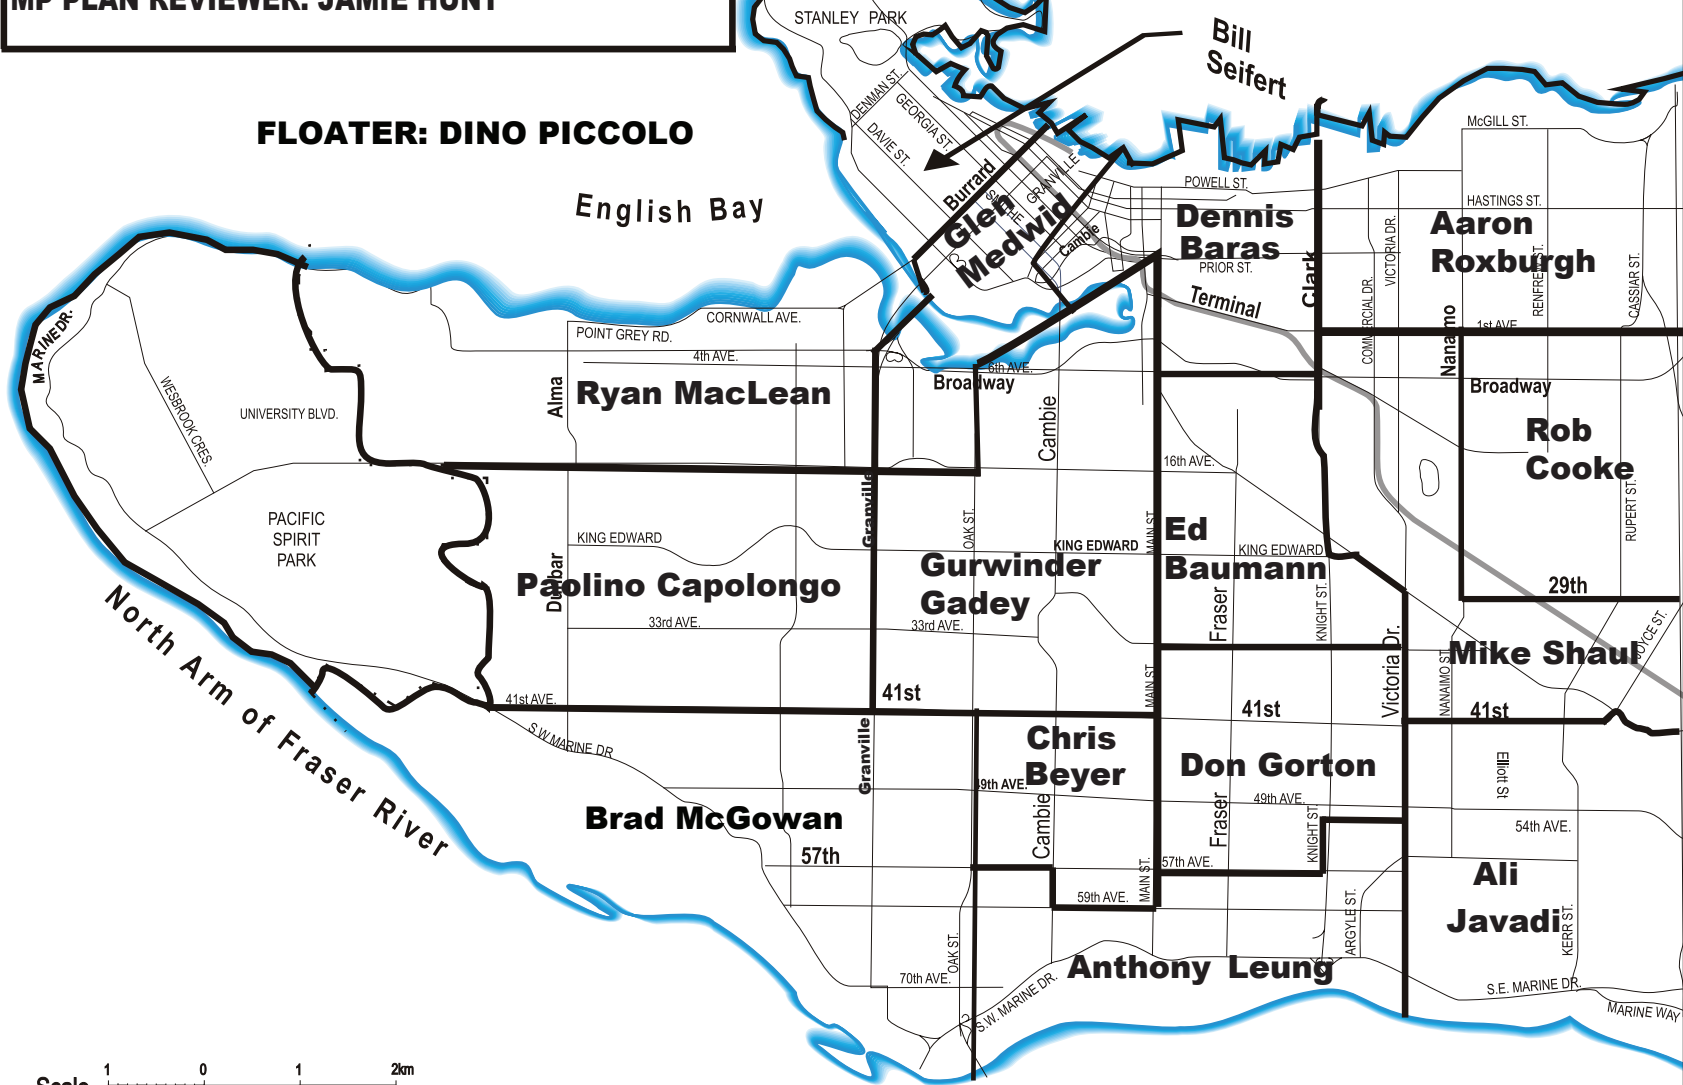 MP PLAN REVIEWER: JAMIE HUNT
STANLEY PARK
Bill
Seifert
FLOATER: DINO PICCOLO
DENMAN ST.
GEORGIA ST.
DAVIE ST.
English Bay
Burrard
GRANVILLE
Glen
Medwid
Cambie
McGILL ST.
POWELL ST.
HASTINGS ST.
Dennis
Baras
PRIOR ST.
Terminal
Clark
VICTORIA DR.
COMMERCIAL DR.
Aaron
Roxburgh
RENFREW ST.
CASSIAR ST.
1st AVE.
Nanaimo
MARINE DR.
WESBROOK CRES.
UNIVERSITY BLVD.
CORNWALL AVE.
POINT GREY RD.
4th AVE.
Alma
Ryan MacLean
6th AVE.
Broadway
Cambie
Broadway
Rob
Cooke
16th AVE.
RUPERT ST.
PACIFIC
SPIRIT
PARK
Granville
OAK ST.
MAIN ST.
KING EDWARD
KING EDWARD
KING EDWARD
Ed
Baumann
Dunbar
Paolino Capolongo
Gurwinder
Gadey
Fraser
KNIGHT ST.
29th
33rd AVE.
33rd AVE.
North Arm of Fraser River
Victoria Dr.
NANAIMO ST.
Mike Shaul
JOYCE ST.
41st AVE.
41st
MAIN ST.
41st
41st
S.W MARINE DR.
Granville
Chris
Beyer
Don Gorton
Elliott St
49th AVE.
49th AVE.
Brad McGowan
Cambie
Fraser
KNIGHT ST.
54th AVE.
57th
57th AVE.
MAIN ST.
59th AVE.
Ali
Javadi
KERR ST.
ARGYLE ST.
OAK ST.
70th AVE.
Anthony Leung
S.W. MARINE DR.
S.E. MARINE DR.
MARINE WAY
Scale
1 0 1 2km